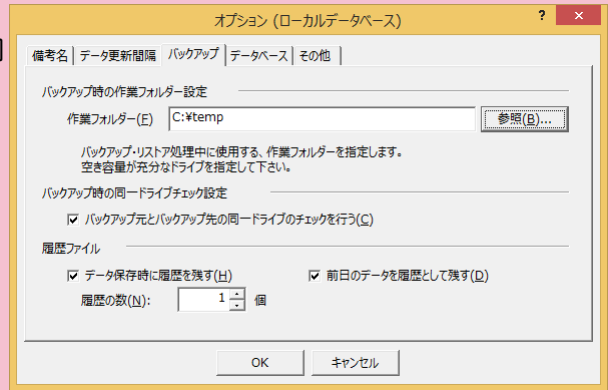 オプション (ローカルデータベース)
? ×
備考名 データ更新間隔 バックアップ データベース その他
バックアップ時の作業フォルダー設定
作業フォルダー(F) C:¥temp 参照(B)...
バックアップ・リストア処理中に使用する、作業フォルダーを指定します。
空き容量が充分なドライブを指定して下さい。
バックアップ時の同一ドライブチェック設定
バックアップ元とバックアップ先の同一ドライブのチェックを行う(C)
履歴ファイル
データ保存時に履歴を残す(H) 前日のデータを履歴として残す(D)
履歴の数(N): 1 個
OK キャンセル